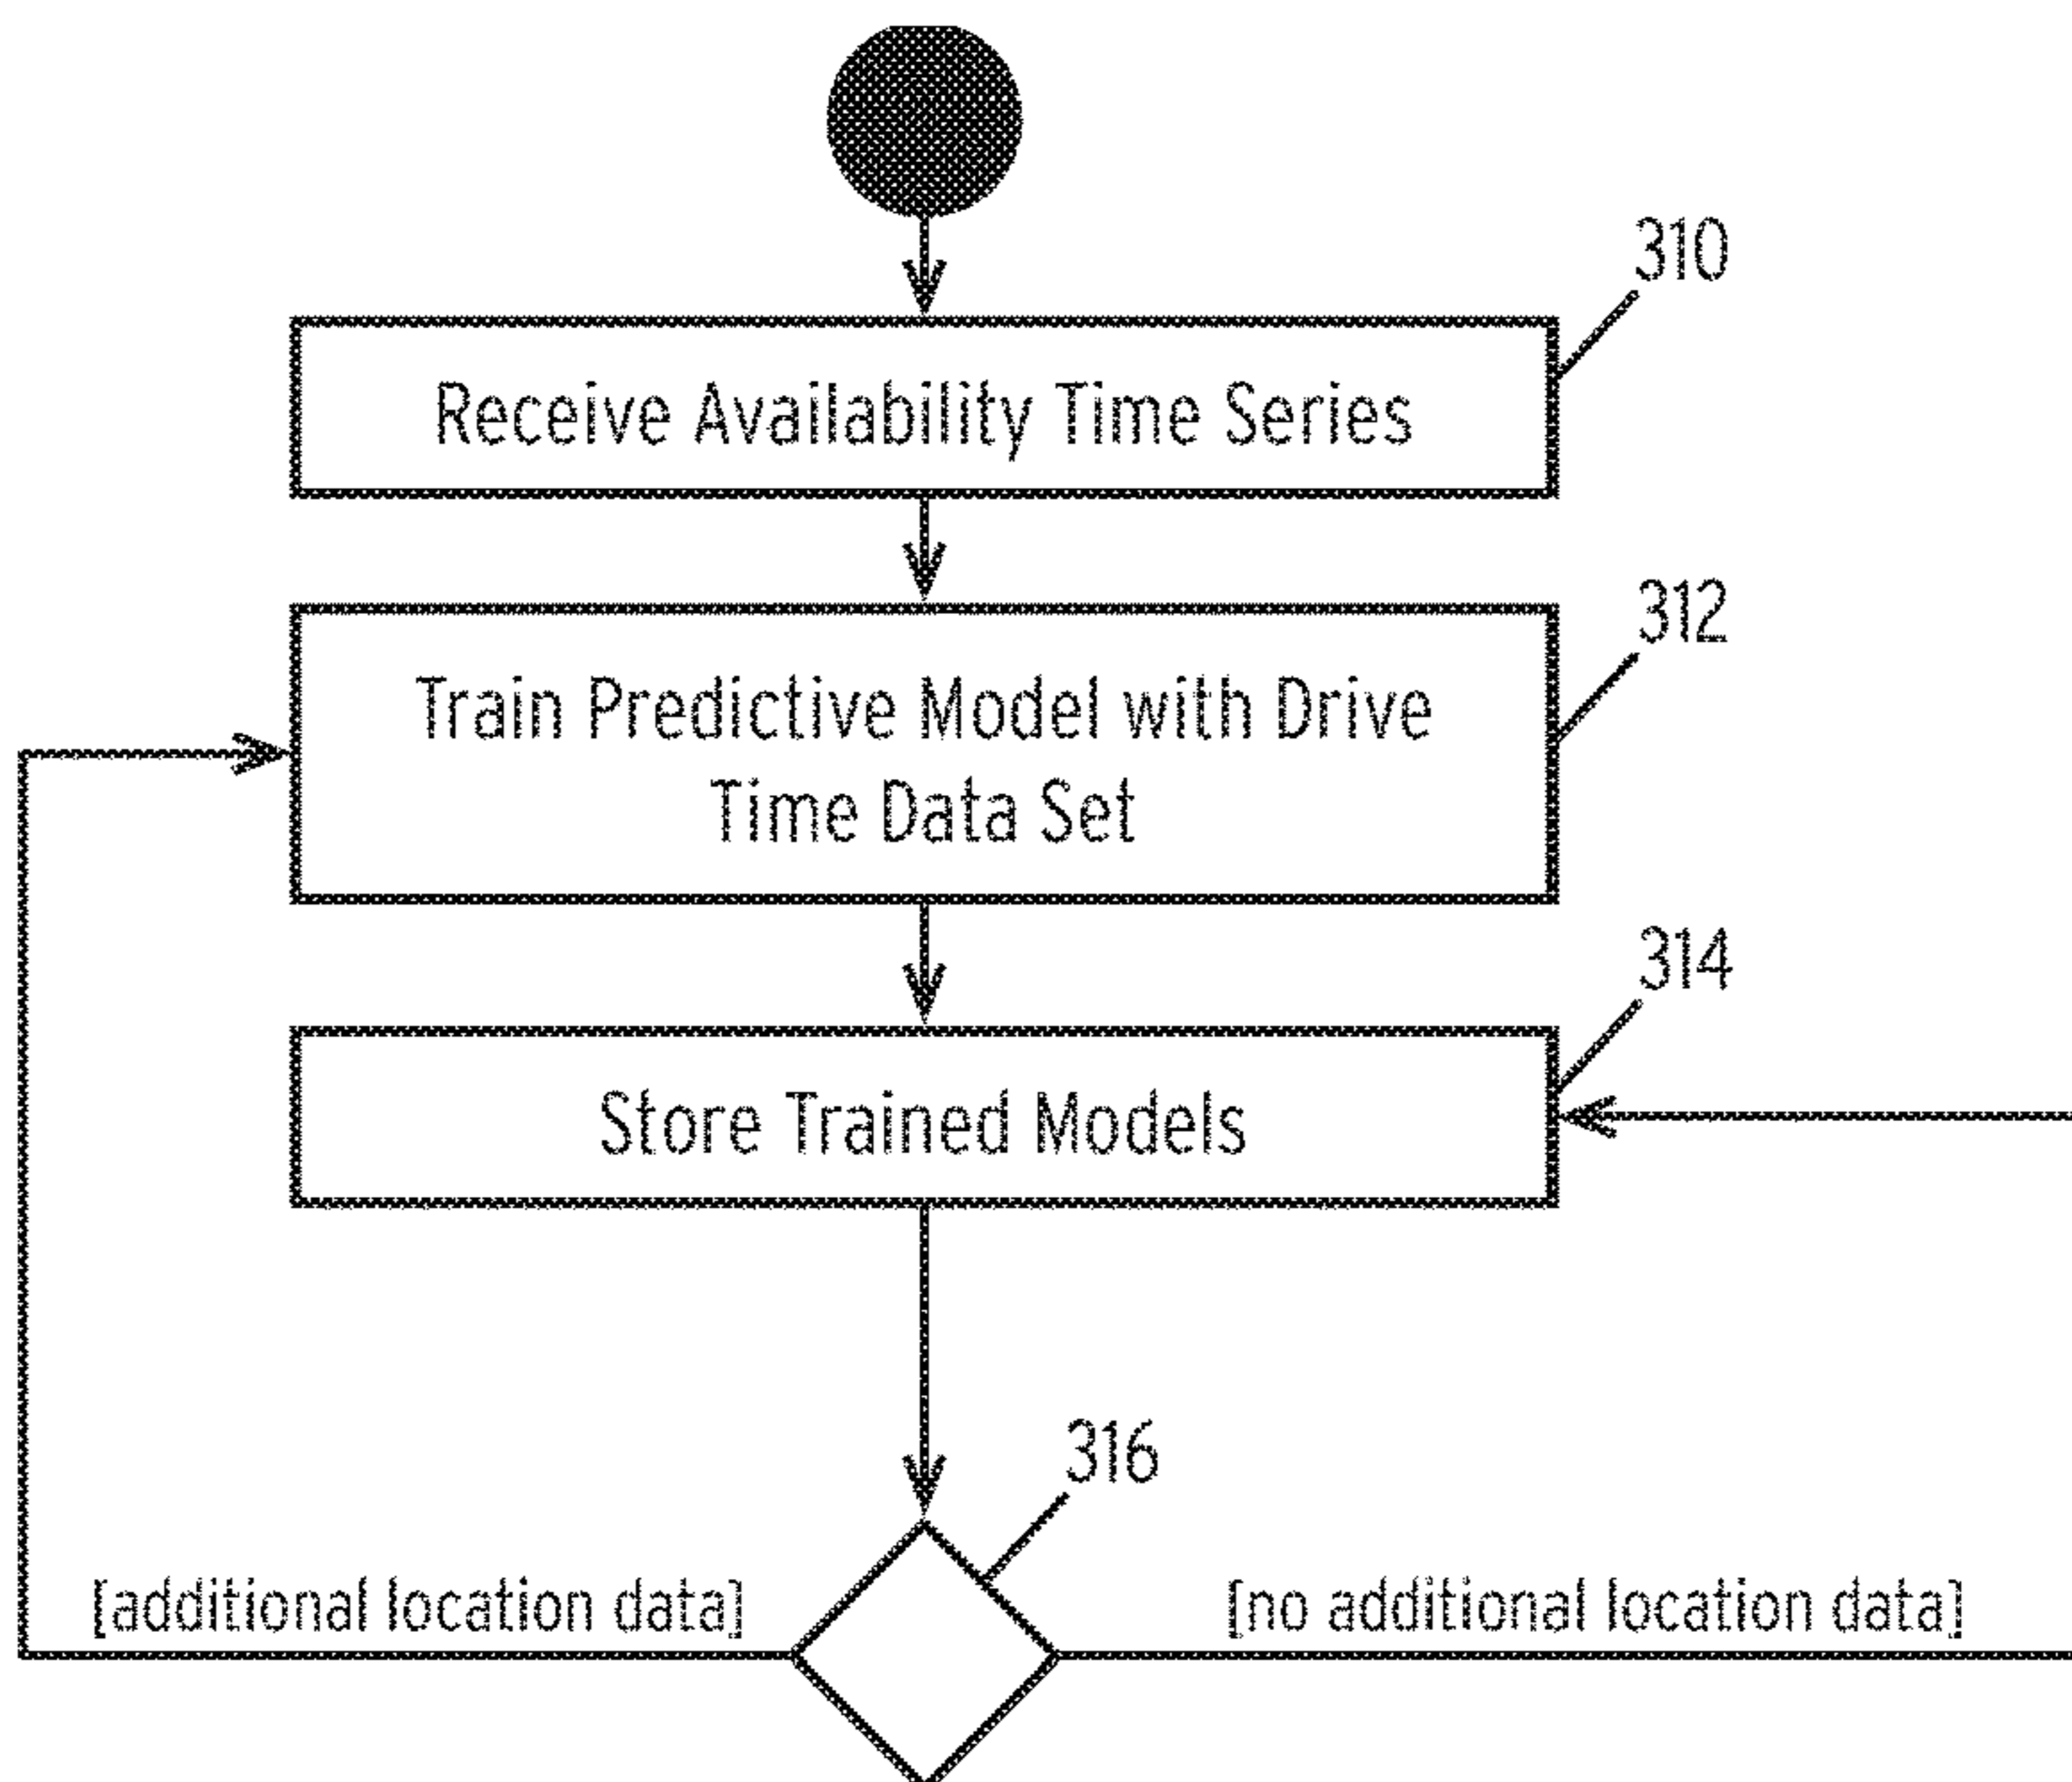 310
Receive Availability Time Series
312
Train Predictive Model with Drive
Time Data Set
314
Store Trained Models
316
[additional location data]
[no additional location data]